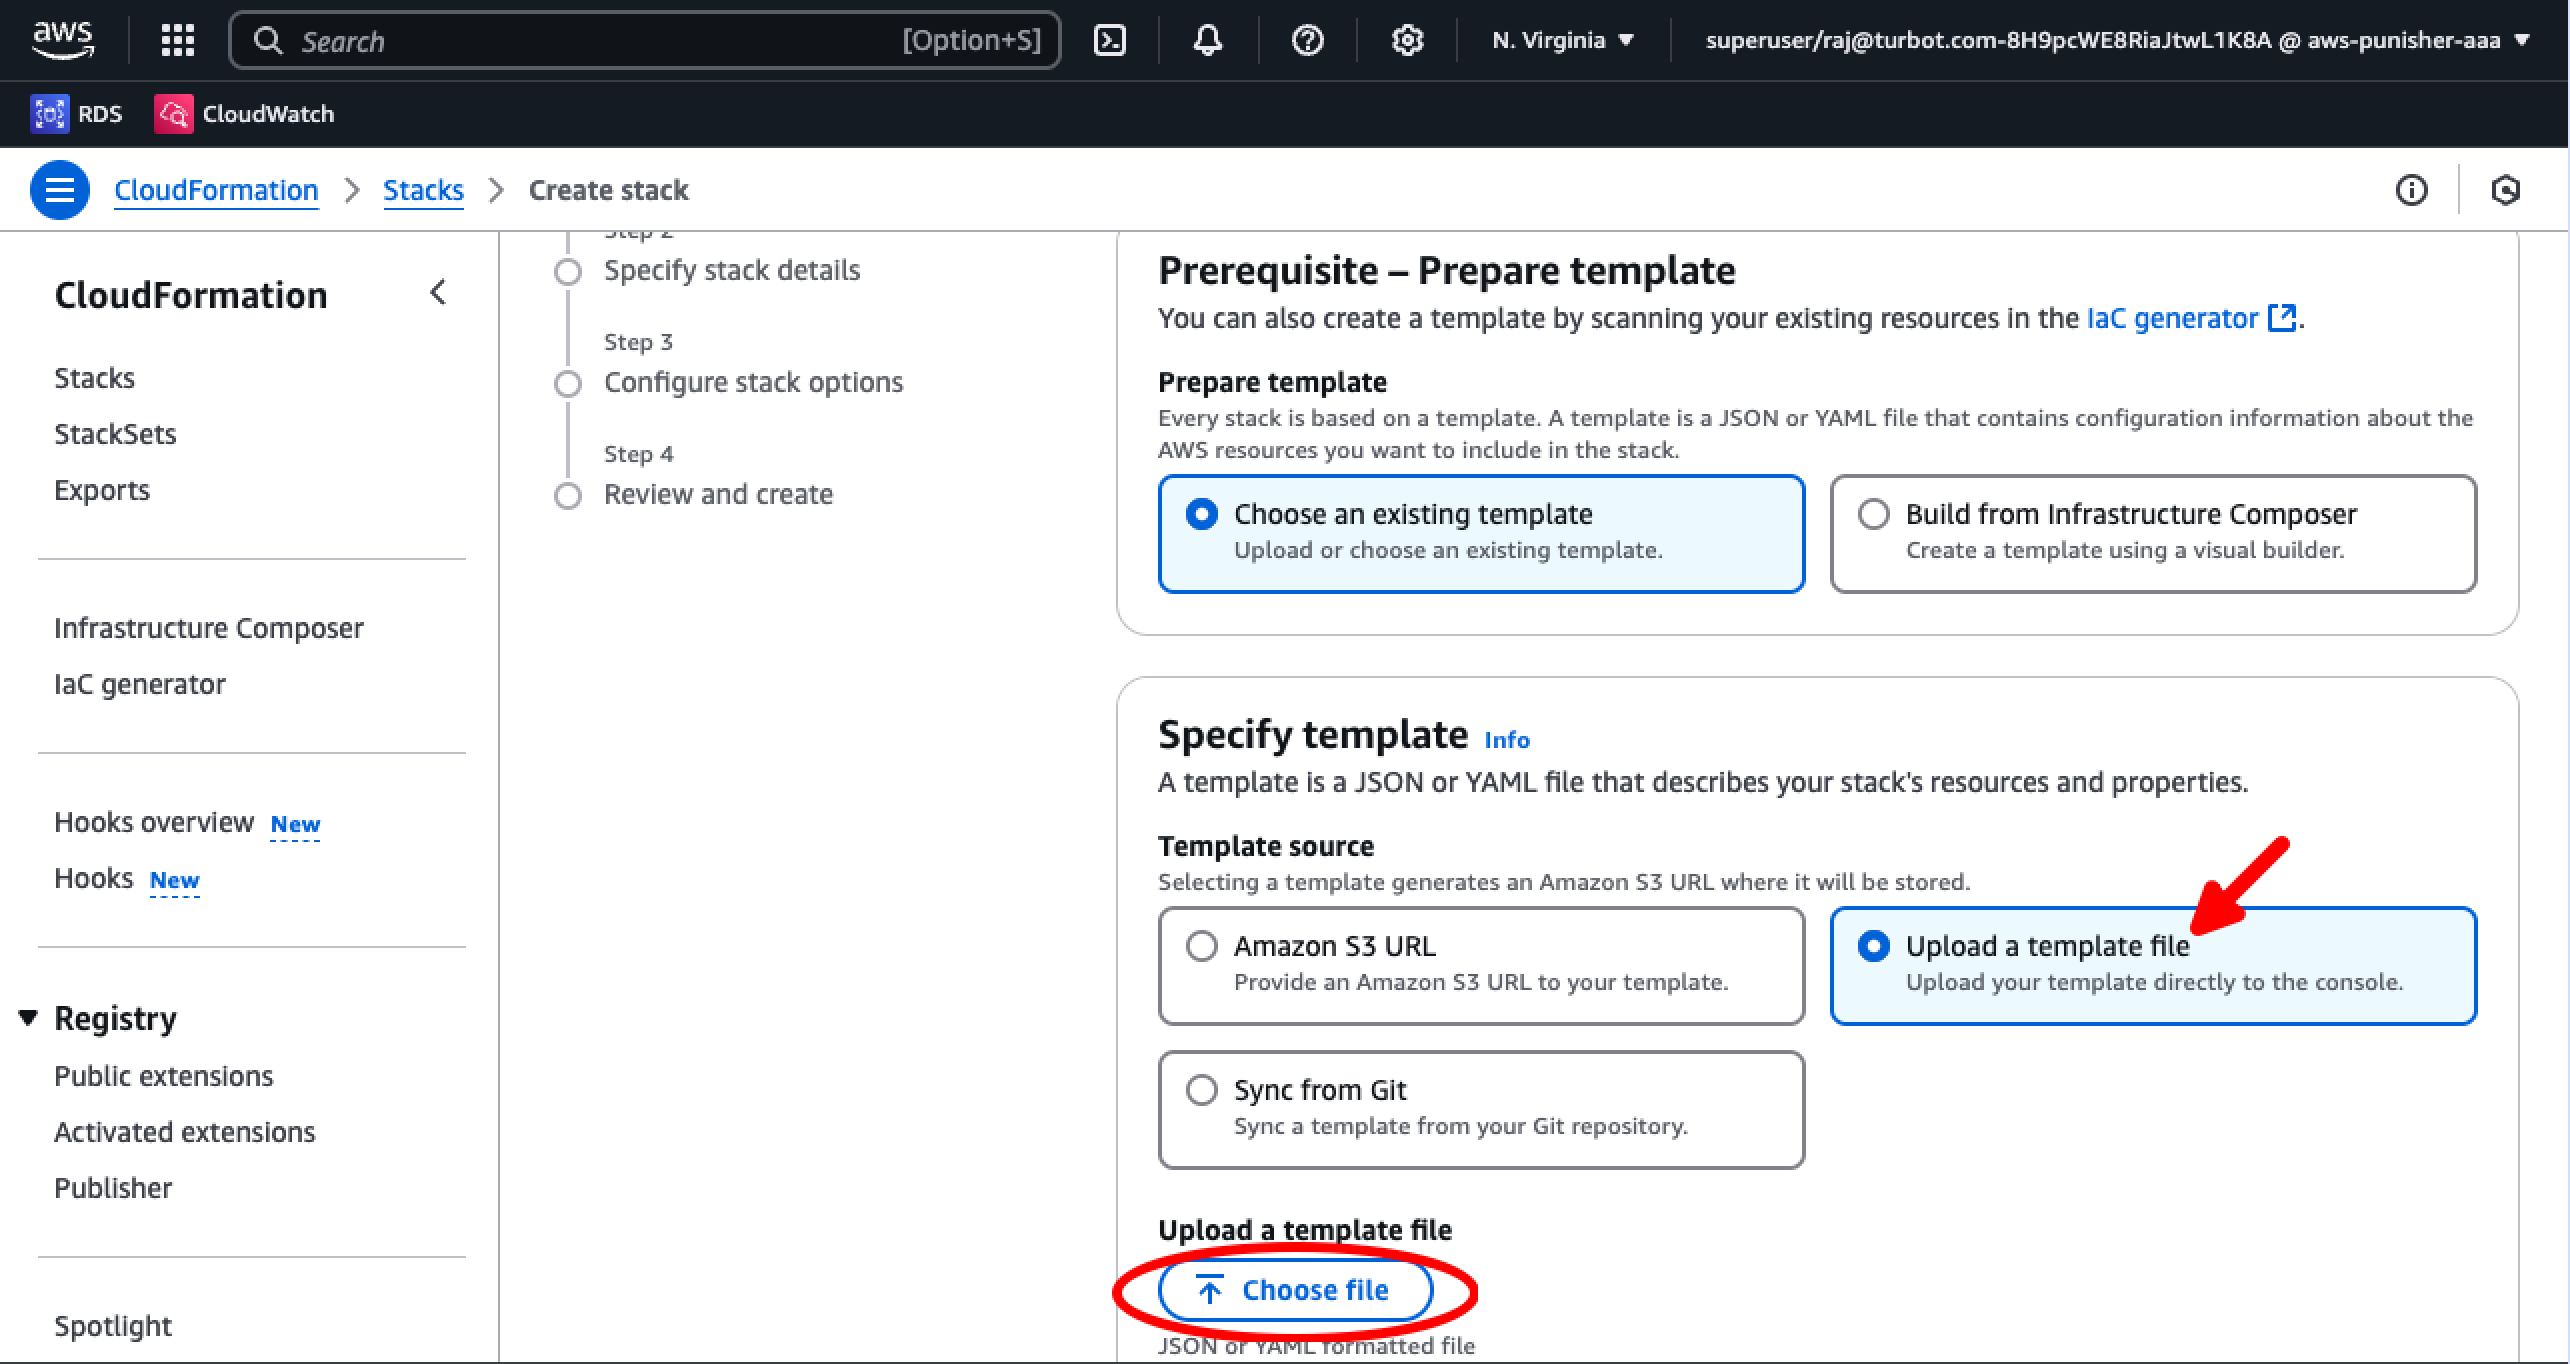 aws
Search [Option+S]
N. Virginia
superuser/raj@turbot.com-8H9pcWE8RiaJtwL1K8A @ aws-punisher-aaa
RDS
CloudWatch
CloudFormation
Stacks
Create stack
CloudFormation
Stacks
StackSets
Exports
Infrastructure Composer
IaC generator
Hooks overview New
Hooks New
Registry
Public extensions
Activated extensions
Publisher
Spotlight
Step 2
Specify stack details
Step 3
Configure stack options
Step 4
Review and create
Prerequisite – Prepare template
You can also create a template by scanning your existing resources in the IaC generator.
Prepare template
Every stack is based on a template. A template is a JSON or YAML file that contains configuration information about the
AWS resources you want to include in the stack.
Choose an existing template
Upload or choose an existing template.
Build from Infrastructure Composer
Create a template using a visual builder.
Specify template Info
A template is a JSON or YAML file that describes your stack's resources and properties.
Template source
Selecting a template generates an Amazon S3 URL where it will be stored.
Amazon S3 URL
Provide an Amazon S3 URL to your template.
Upload a template file
Upload your template directly to the console.
Sync from Git
Sync a template from your Git repository.
Upload a template file
Choose file
JSON or YAML formatted file